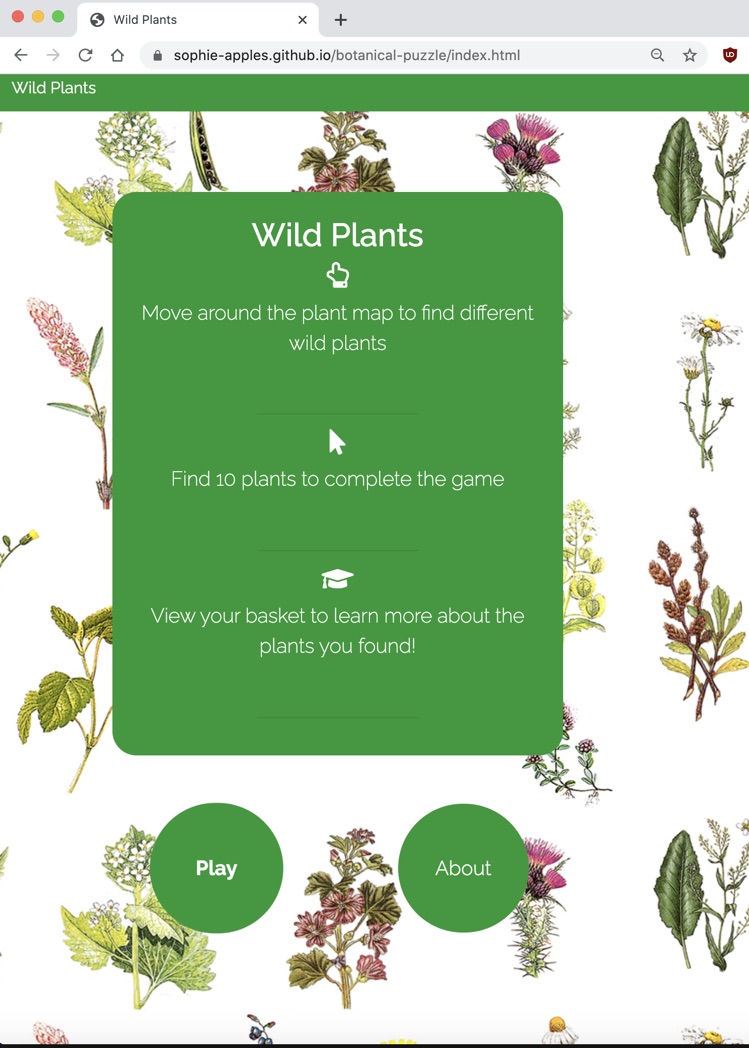 Wild Plants
sophie-apples.github.io/botanical-puzzle/index.html
Wild Plants
Wild Plants
Move around the plant map to find different
wild plants
Find 10 plants to complete the game
View your basket to learn more about the
plants you found!
Play
About